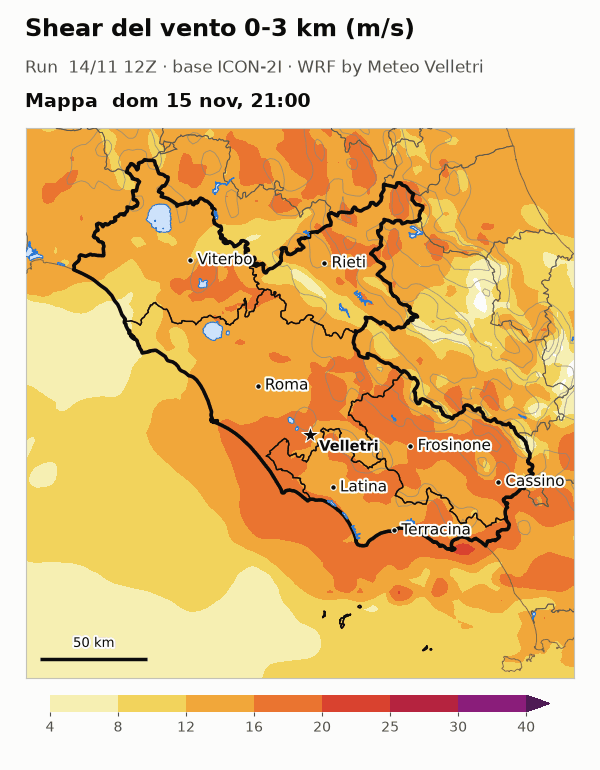 Shear del vento 0-3 km (m/s)
Run  14/11 12Z · base ICON-2I · WRF by Meteo Velletri
Mappa  dom 15 nov, 21:00
Viterbo
Rieti
Roma
Velletri
Frosinone
Latina
Cassino
Terracina
50 km
4 8 12 16 20 25 30 40